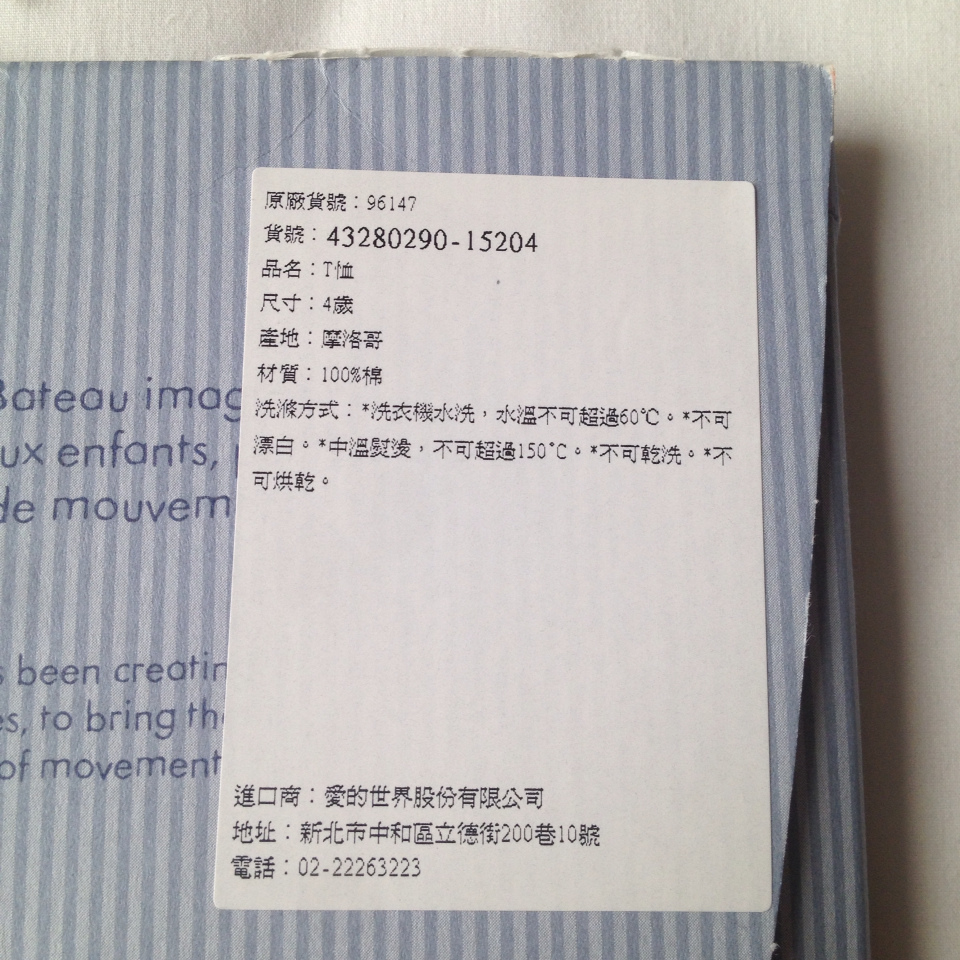 原廠貨號：96147
貨號：43280290-15204
品名：T恤
尺寸：4歲
產地：摩洛哥
材質：100%棉
洗滌方式：*洗衣機水洗，水溫不可超過60℃。*不可
漂白。*中溫熨燙，不可超過150℃。*不可乾洗。*不
可烘乾。
進口商：愛的世界股份有限公司
地址：新北市中和區立德街200巷10號
電話：02-22263223
Bateau imag
ux enfants,
de mouvem
s been creatin
es, to bring th
of movement